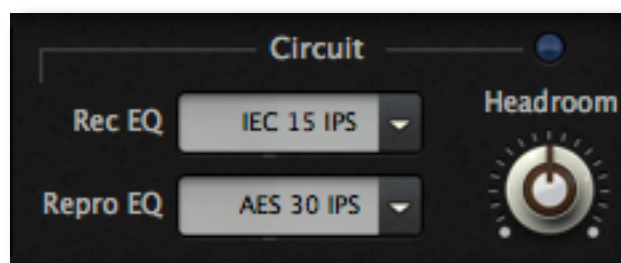 Circuit
Headroom
Rec EQ IEC 15 IPS
Repro EQ AES 30 IPS